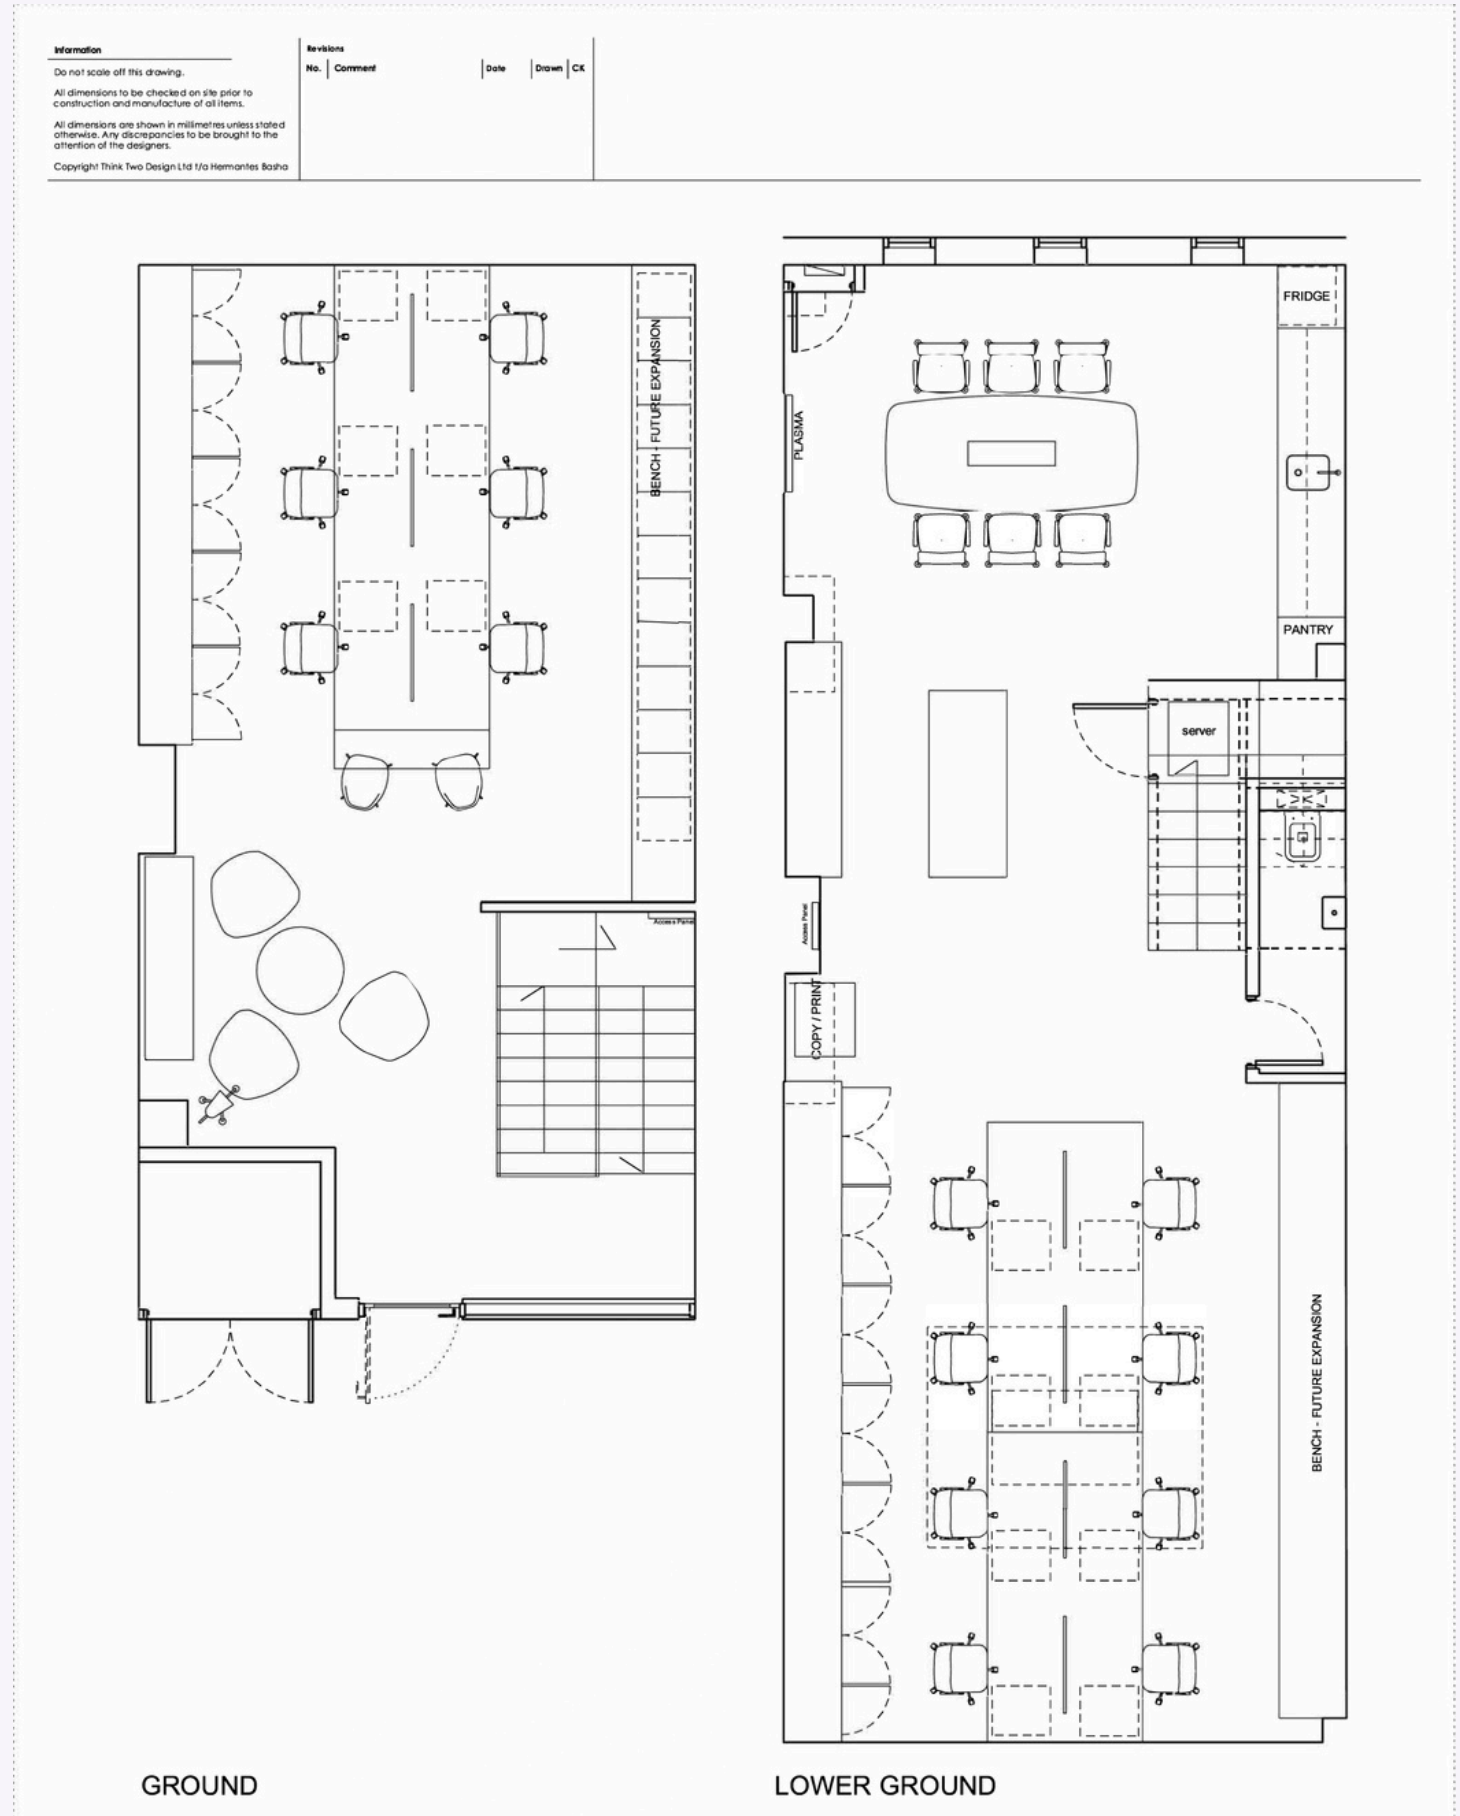 Information
Do not scale off this drawing.
All dimensions to be checked on site prior to
construction and manufacture of all items.
All dimensions are shown in millimetres unless stated
otherwise. Any discrepancies to be brought to the
attention of the designers.
Copyright Think Two Design Ltd t/a Hermantes Basha
Revisions
No. Comment Date Drawn CK
BENCH - FUTURE EXPANSION
Access Panel
FRIDGE
PLASMA
PANTRY
server
Access Panel
COPY / PRINT
BENCH - FUTURE EXPANSION
GROUND
LOWER GROUND